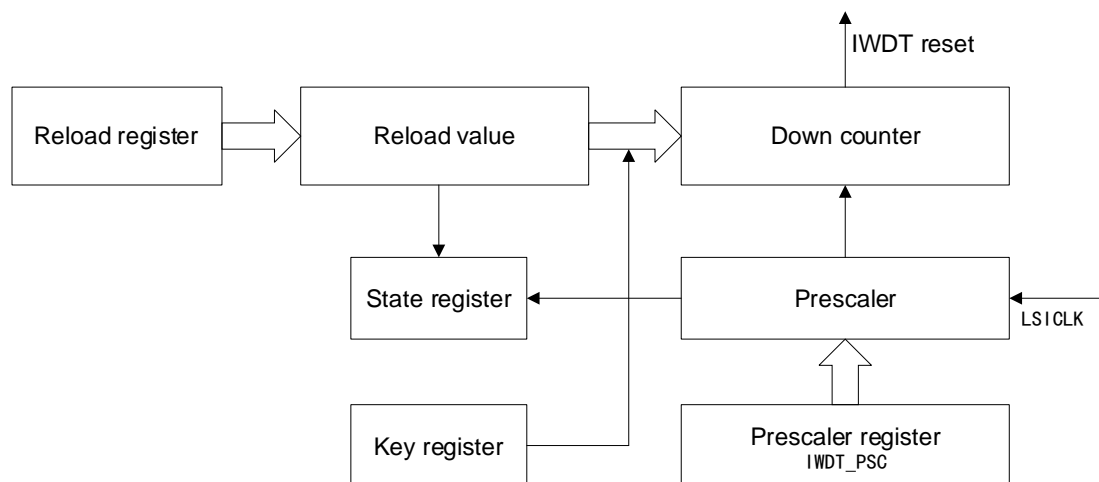 IWDT reset
Reload register
Reload value
Down counter
State register
Prescaler
LSICLK
Key register
Prescaler register
IWDT_PSC